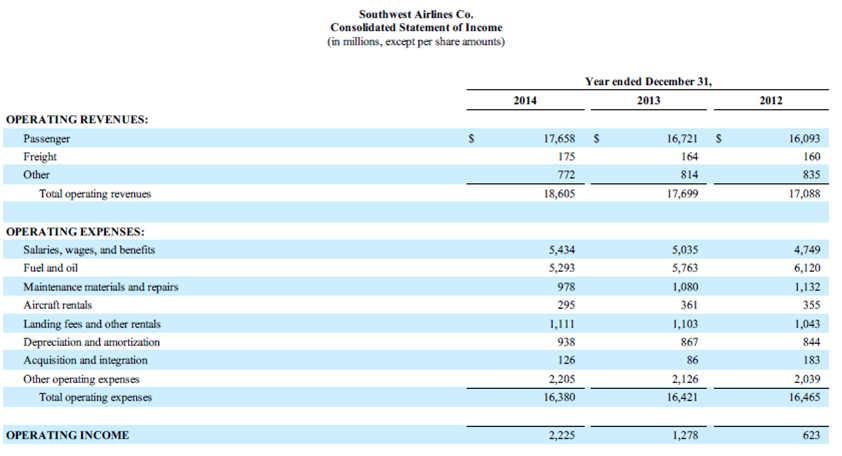 Southwest Airlines Co.
Consolidated Statement of Income
(in millions, except per share amounts)
Year ended December 31,
2014 2013 2012
OPERATING REVENUES:
Passenger $ 17,658 $ 16,721 $ 16,093
Freight 175 164 160
Other 772 814 835
Total operating revenues 18,605 17,699 17,088
OPERATING EXPENSES:
Salaries, wages, and benefits 5,434 5,035 4,749
Fuel and oil 5,293 5,763 6,120
Maintenance materials and repairs 978 1,080 1,132
Aircraft rentals 295 361 355
Landing fees and other rentals 1,111 1,103 1,043
Depreciation and amortization 938 867 844
Acquisition and integration 126 86 183
Other operating expenses 2,205 2,126 2,039
Total operating expenses 16,380 16,421 16,465
OPERATING INCOME 2,225 1,278 623